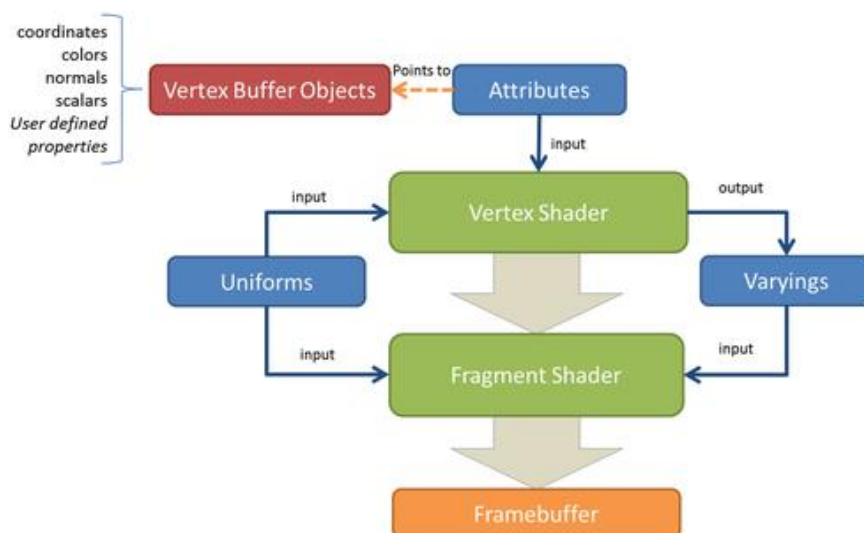 coordinates
colors
normals
scalars
User defined
properties
Vertex Buffer Objects
Points to
Attributes
input
input
Vertex Shader
output
Uniforms
Varyings
input
Fragment Shader
input
Framebuffer